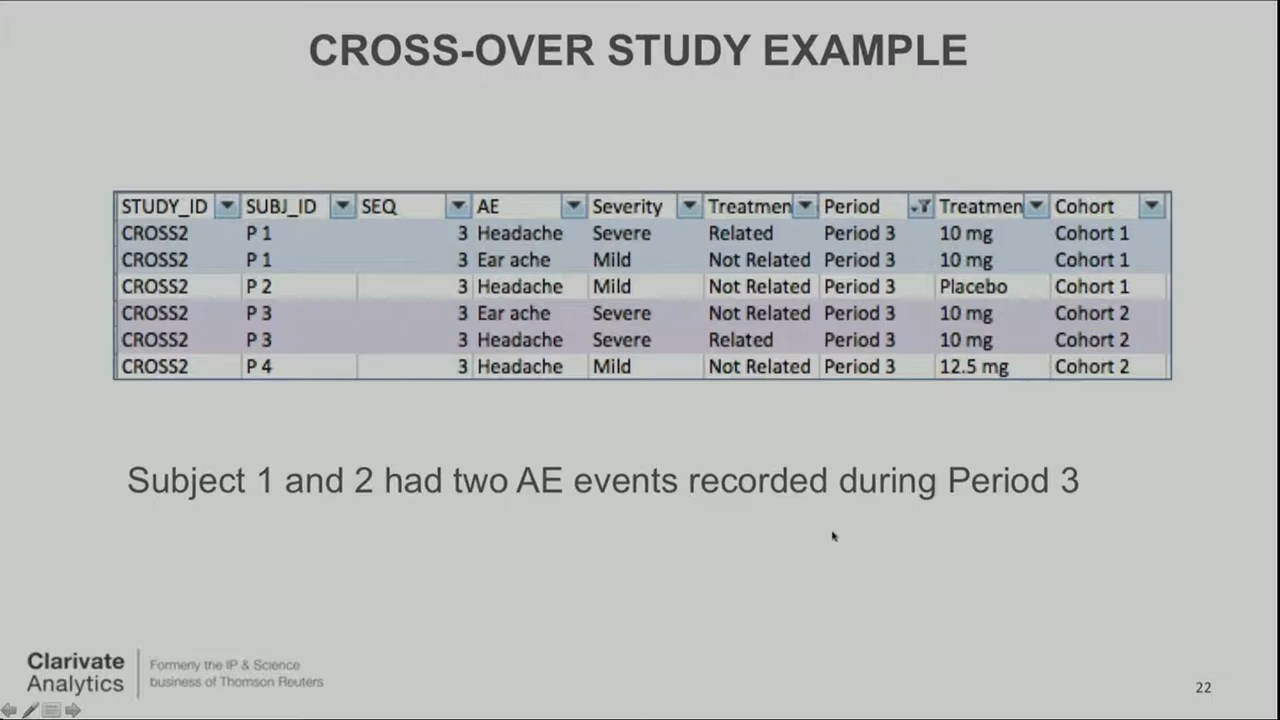 CROSS-OVER STUDY EXAMPLE
STUDY_ID SUBJ_ID SEQ AE Severity Treatmen Period Treatmen Cohort
CROSS2 P 1 3 Headache Severe Related Period 3 10 mg Cohort 1
CROSS2 P 1 3 Ear ache Mild Not Related Period 3 10 mg Cohort 1
CROSS2 P 2 3 Headache Mild Not Related Period 3 Placebo Cohort 1
CROSS2 P 3 3 Ear ache Severe Not Related Period 3 10 mg Cohort 2
CROSS2 P 3 3 Headache Severe Related Period 3 10 mg Cohort 2
CROSS2 P 4 3 Headache Mild Not Related Period 3 12.5 mg Cohort 2
Subject 1 and 2 had two AE events recorded during Period 3
Clarivate
Analytics
Formerly the IP & Science
business of Thomson Reuters
22